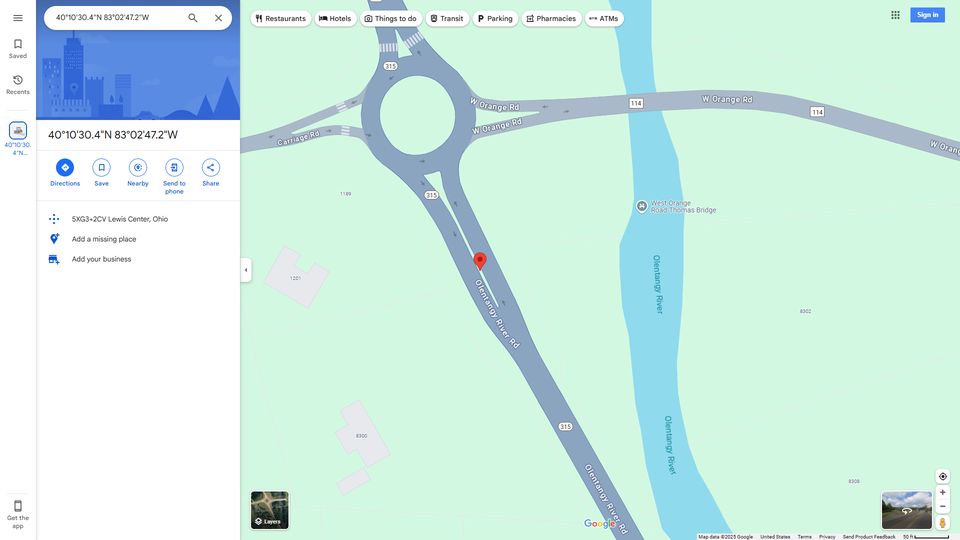 40°10'30.4"N 83°02'47.2"W
Restaurants
Hotels
Things to do
Transit
Parking
Pharmacies
ATMs
Sign in
Saved
Recents
40°10'30.
4"N...
40°10'30.4"N 83°02'47.2"W
Directions
Save
Nearby
Send to
phone
Share
5XG3+2CV Lewis Center, Ohio
Add a missing place
Add your business
Get the
app
315
W Orange Rd
W Orange Rd
114
W Orange Rd
114
W Orang
Carriage Rd
315
1189
West Orange
Road Thomas Bridge
1201
Olentangy River Rd
Olentangy River
8302
8300
315
Olentangy River
Olentangy River Rd
8308
Layers
Google
Map data ©2025 Google
United States
Terms
Privacy
Send Product Feedback
50 ft